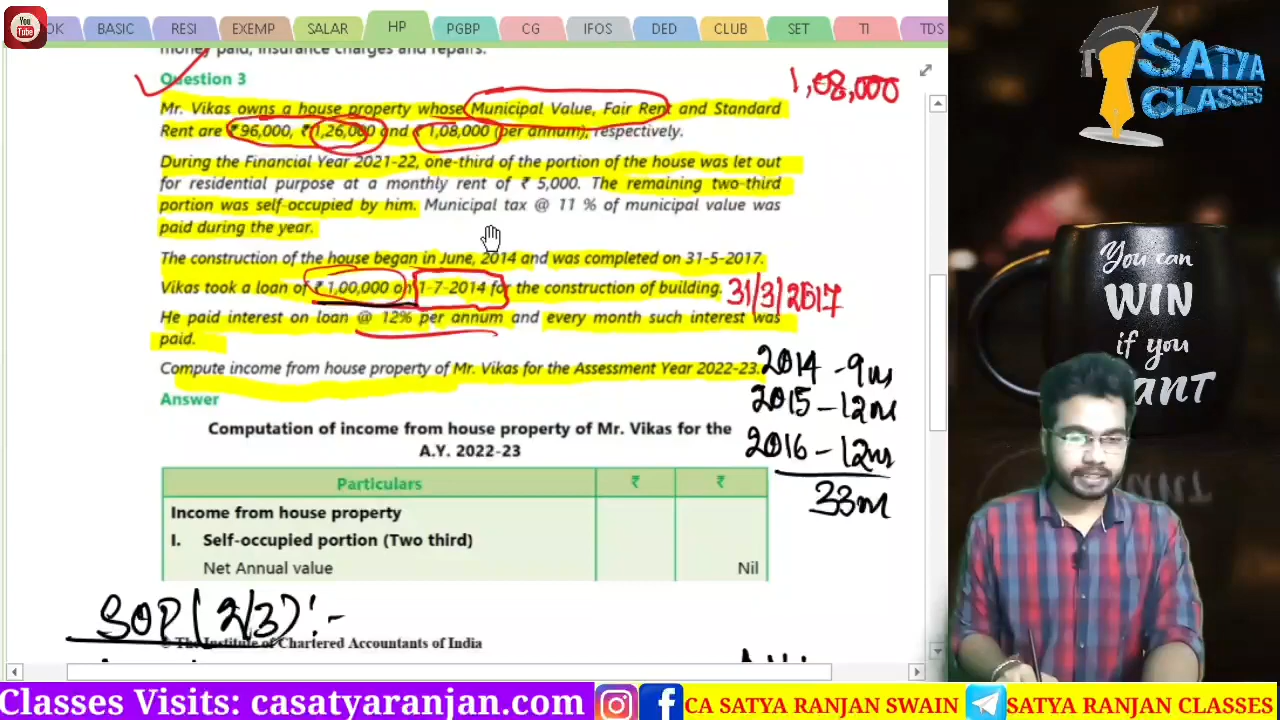 You Tube
BASIC RESI EXEMP SALAR HP PGBP CG IFOS DED CLUB SET TI TDS
money paid, insurance charges and repairs.
Question 3
1,08,000
Mr. Vikas owns a house property whose Municipal Value, Fair Rent and Standard
Rent are ₹ 96,000, ₹ 1,26,000 and ₹ 1,08,000 (per annum), respectively.
During the Financial Year 2021-22, one-third of the portion of the house was let out
for residential purpose at a monthly rent of ₹ 5,000. The remaining two-third
portion was self-occupied by him. Municipal tax @ 11 % of municipal value was
paid during the year.
The construction of the house began in June, 2014 and was completed on 31-5-2017.
Vikas took a loan of ₹ 1,00,000 on 1-7-2014 for the construction of building.
31/3/2017
He paid interest on loan @ 12% per annum and every month such interest was
paid.
Compute income from house property of Mr. Vikas for the Assessment Year 2022-23.
2014 - 9m
2015 - 12m
2016 - 12m
33m
Answer
Computation of income from house property of Mr. Vikas for the
A.Y. 2022-23
Particulars ₹ ₹
Income from house property
I. Self-occupied portion (Two third)
Net Annual value Nil
SOP (2/3) :-
© The Institute of Chartered Accountants of India
SATYA
CLASSES
You can
WIN
if you
Classes Visits: casatyaranjan.com CA SATYA RANJAN SWAIN SATYA RANJAN CLASSES